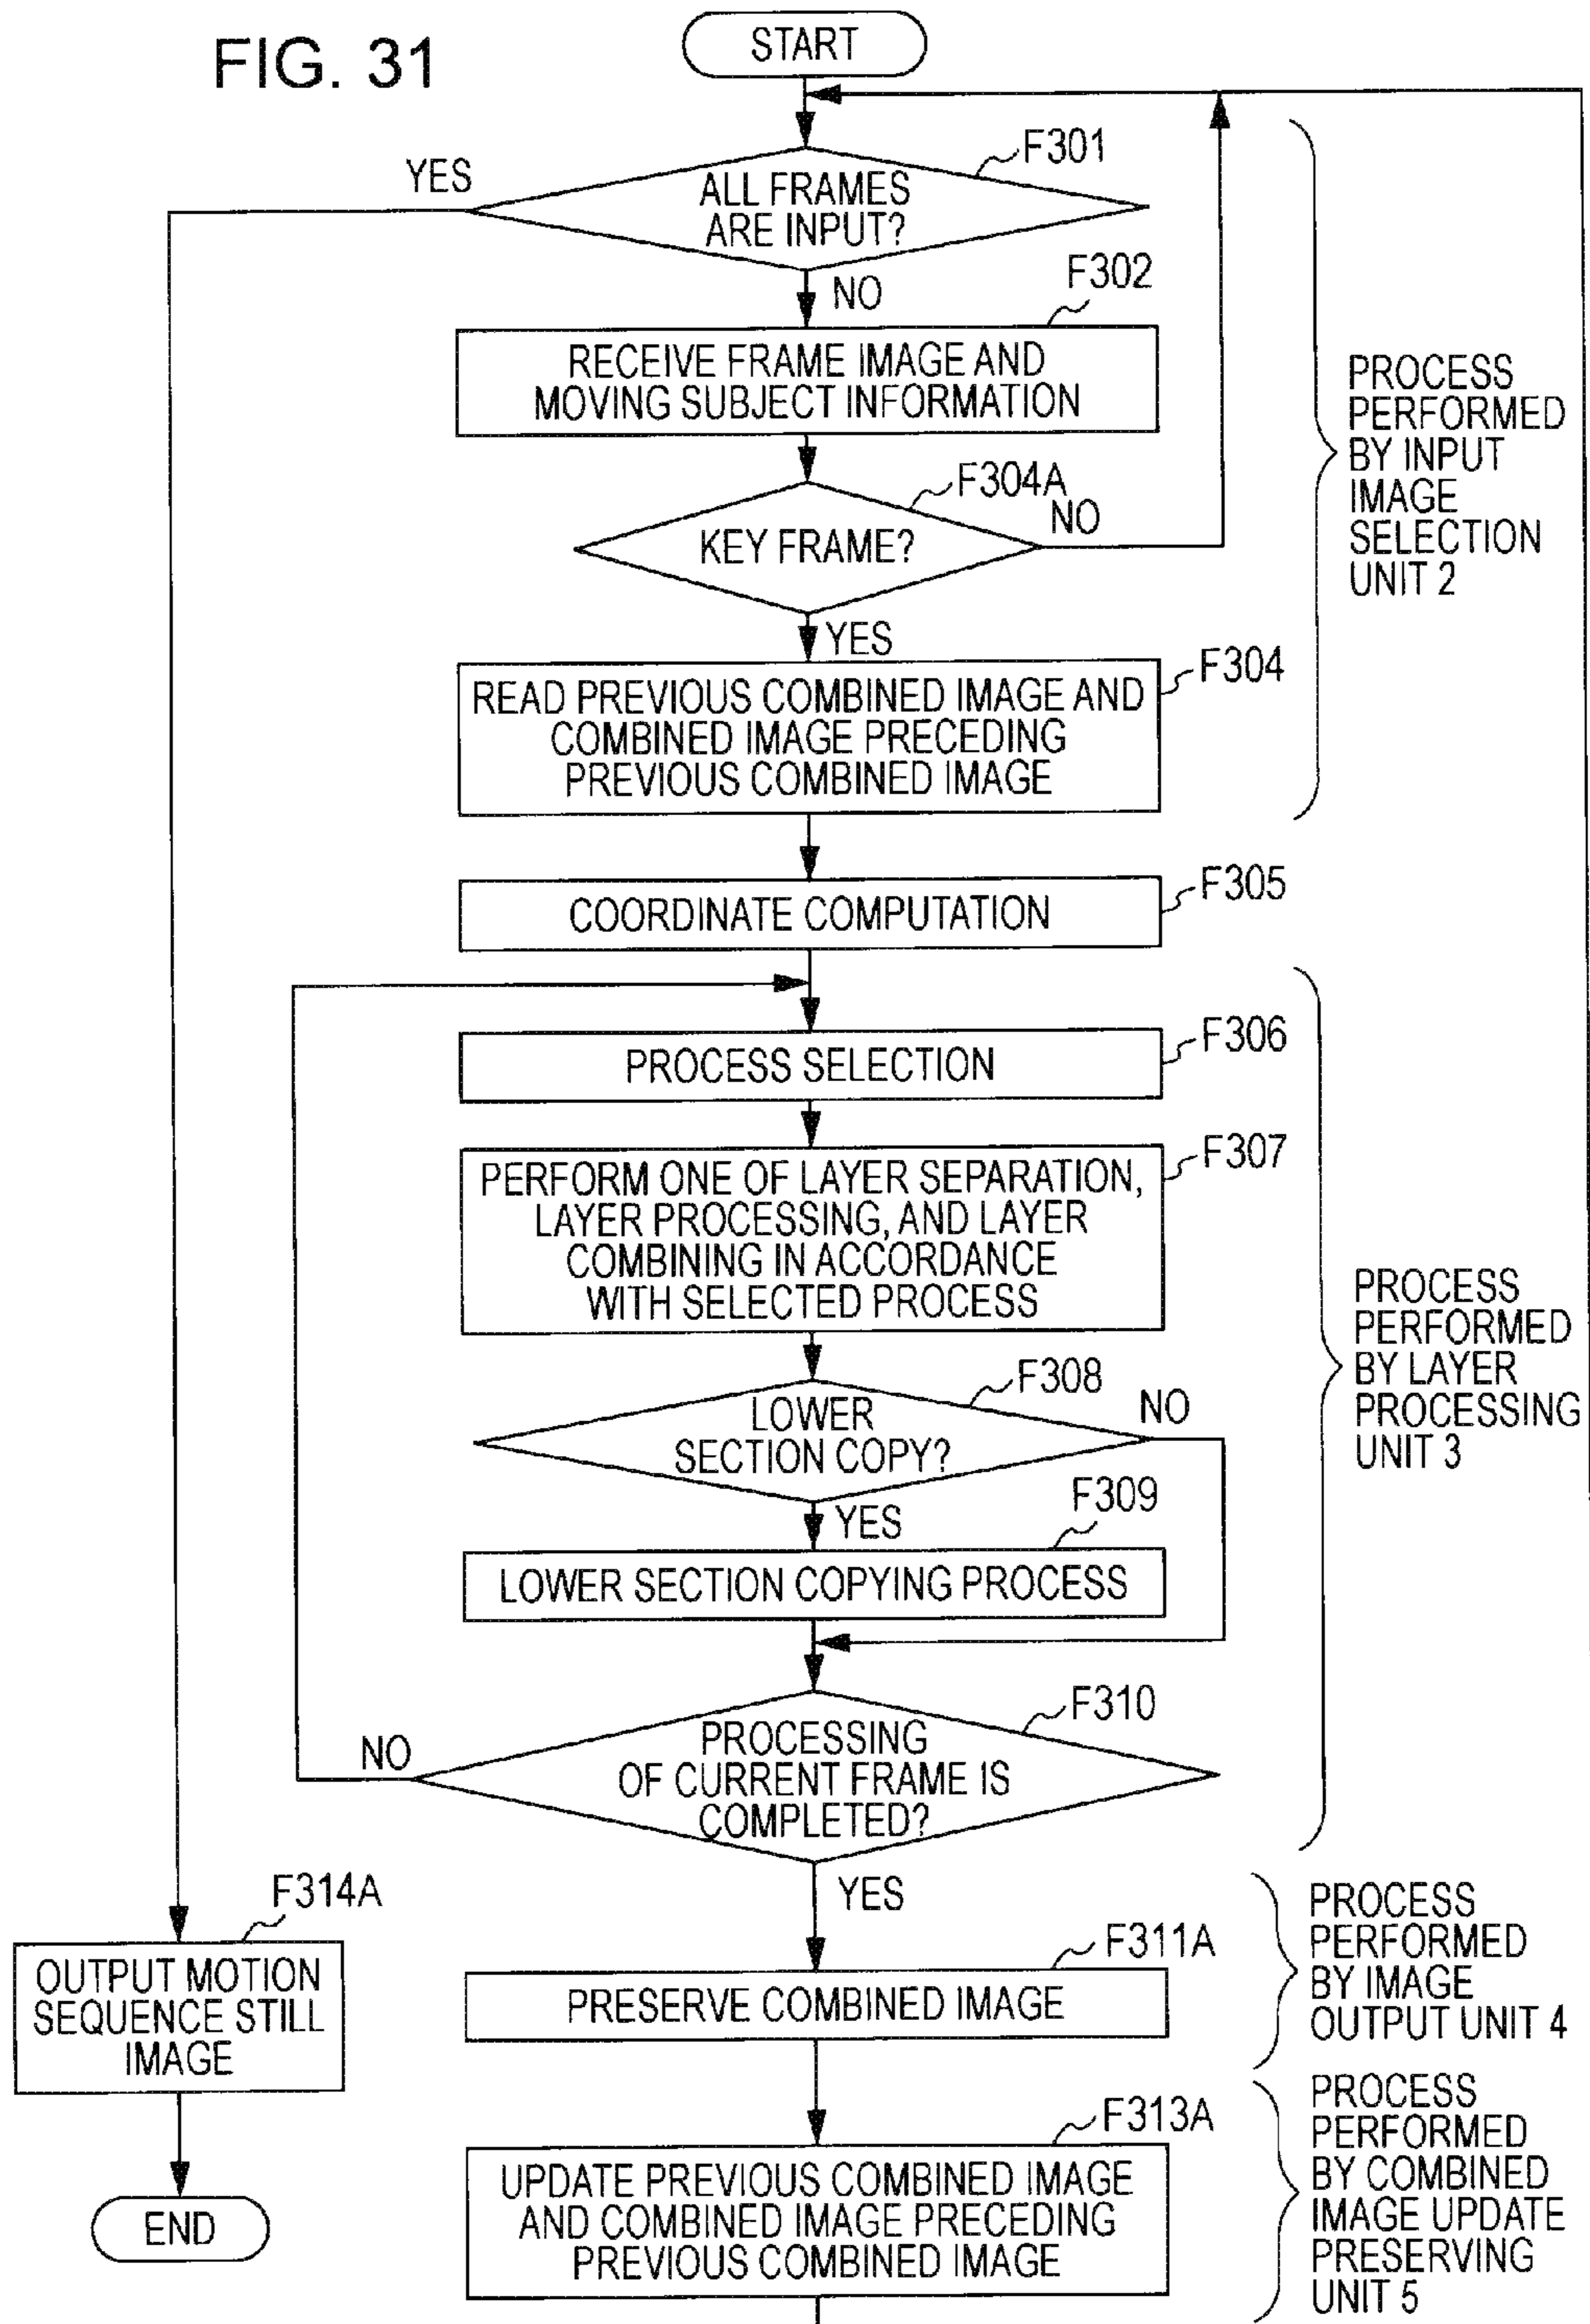 FIG. 31
START
F301
YES
ALL FRAMES
ARE INPUT?
NO
F302
RECEIVE FRAME IMAGE AND
MOVING SUBJECT INFORMATION
F304A
KEY FRAME?
NO
YES
F304
READ PREVIOUS COMBINED IMAGE AND
COMBINED IMAGE PRECEDING
PREVIOUS COMBINED IMAGE
PROCESS
PERFORMED
BY INPUT
IMAGE
SELECTION
UNIT 2
F305
COORDINATE COMPUTATION
F306
PROCESS SELECTION
F307
PERFORM ONE OF LAYER SEPARATION,
LAYER PROCESSING, AND LAYER
COMBINING IN ACCORDANCE
WITH SELECTED PROCESS
F308
LOWER
SECTION COPY?
NO
YES
F309
LOWER SECTION COPYING PROCESS
F310
PROCESSING
OF CURRENT FRAME IS
COMPLETED?
NO
YES
PROCESS
PERFORMED
BY LAYER
PROCESSING
UNIT 3
F314A
OUTPUT MOTION
SEQUENCE STILL
IMAGE
END
F311A
PRESERVE COMBINED IMAGE
PROCESS
PERFORMED
BY IMAGE
OUTPUT UNIT 4
F313A
UPDATE PREVIOUS COMBINED IMAGE
AND COMBINED IMAGE PRECEDING
PREVIOUS COMBINED IMAGE
PROCESS
PERFORMED
BY COMBINED
IMAGE UPDATE
PRESERVING
UNIT 5